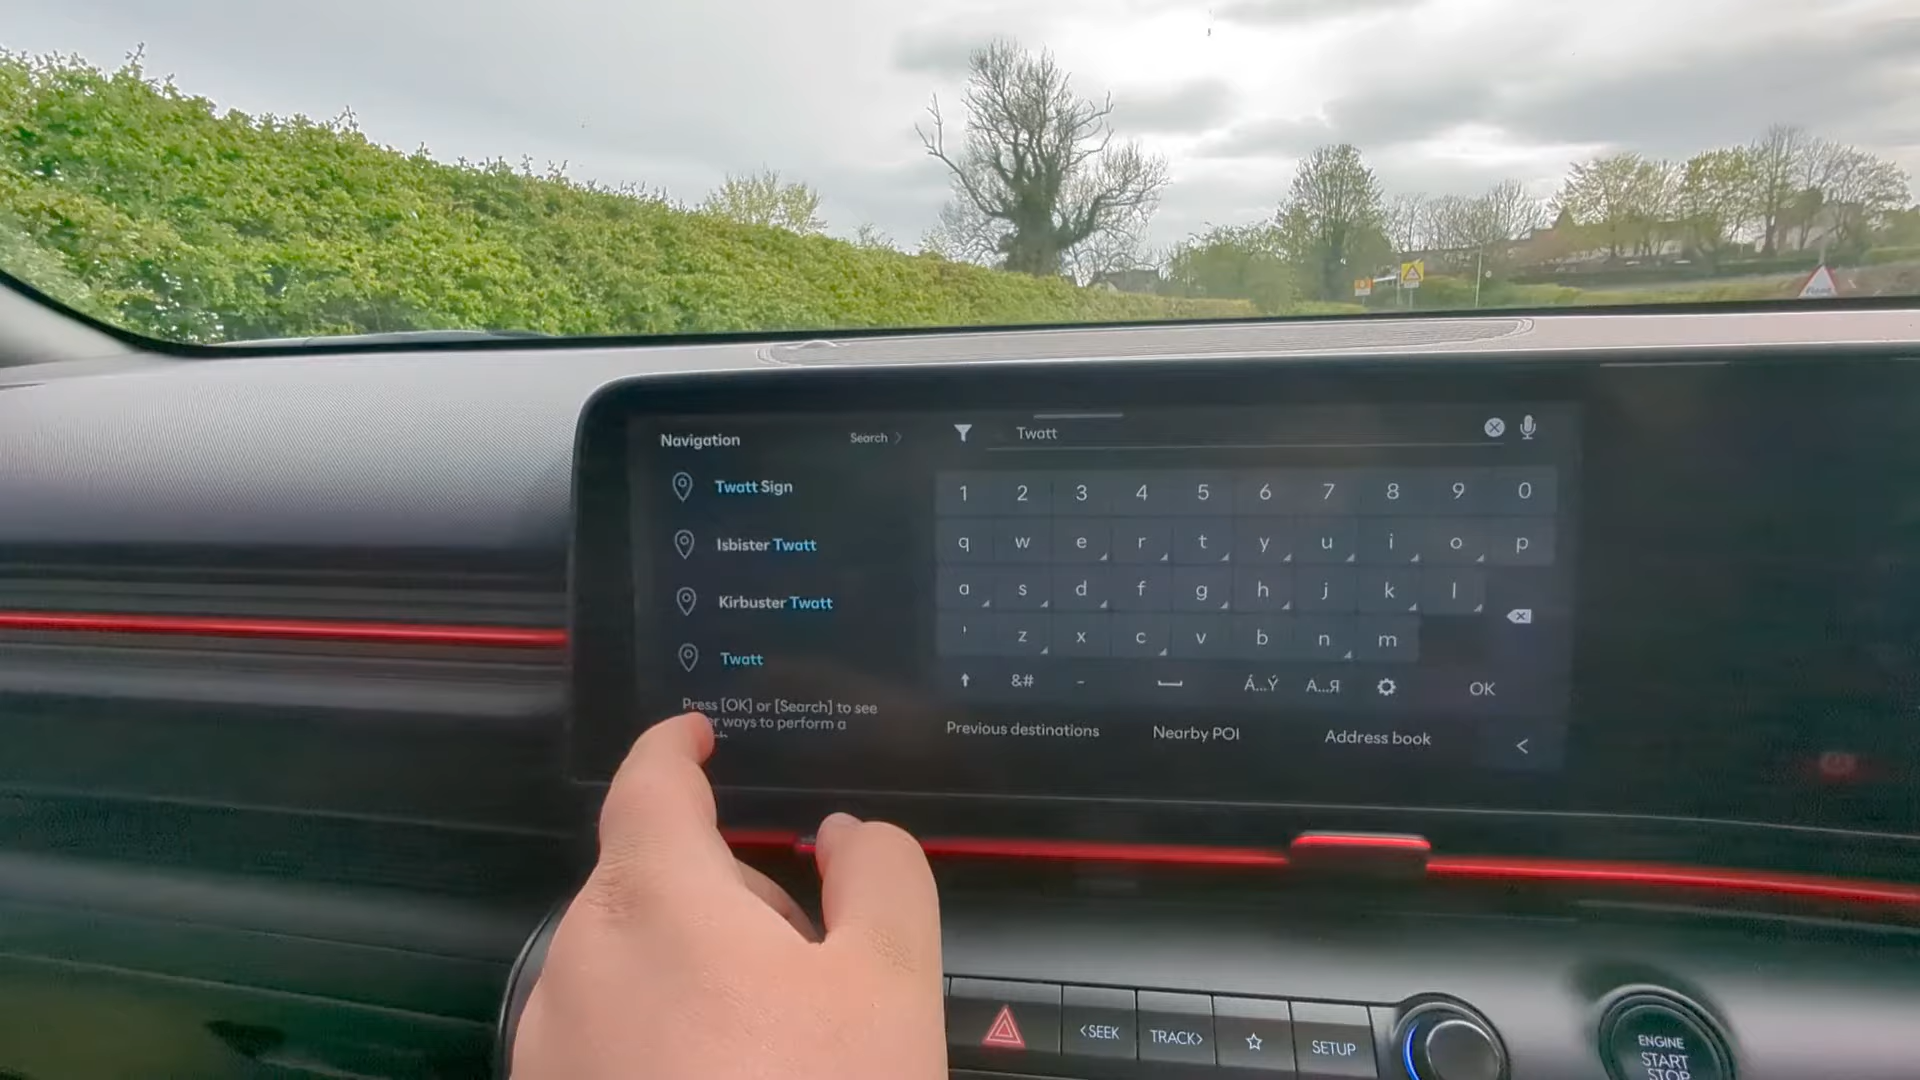 Navigation
Search >
Twatt
Twatt Sign
Isbister Twatt
Kirbuster Twatt
Twatt
Press [OK] or [Search] to see
ways to perform a
1 2 3 4 5 6 7 8 9 0
q w e r t y u i o p
a s d f g h j k l
' z x c v b n m
&# - Á...Ý А...Я OK
Previous destinations Nearby POI Address book <
<SEEK TRACK> SETUP
ENGINE
START
STOP